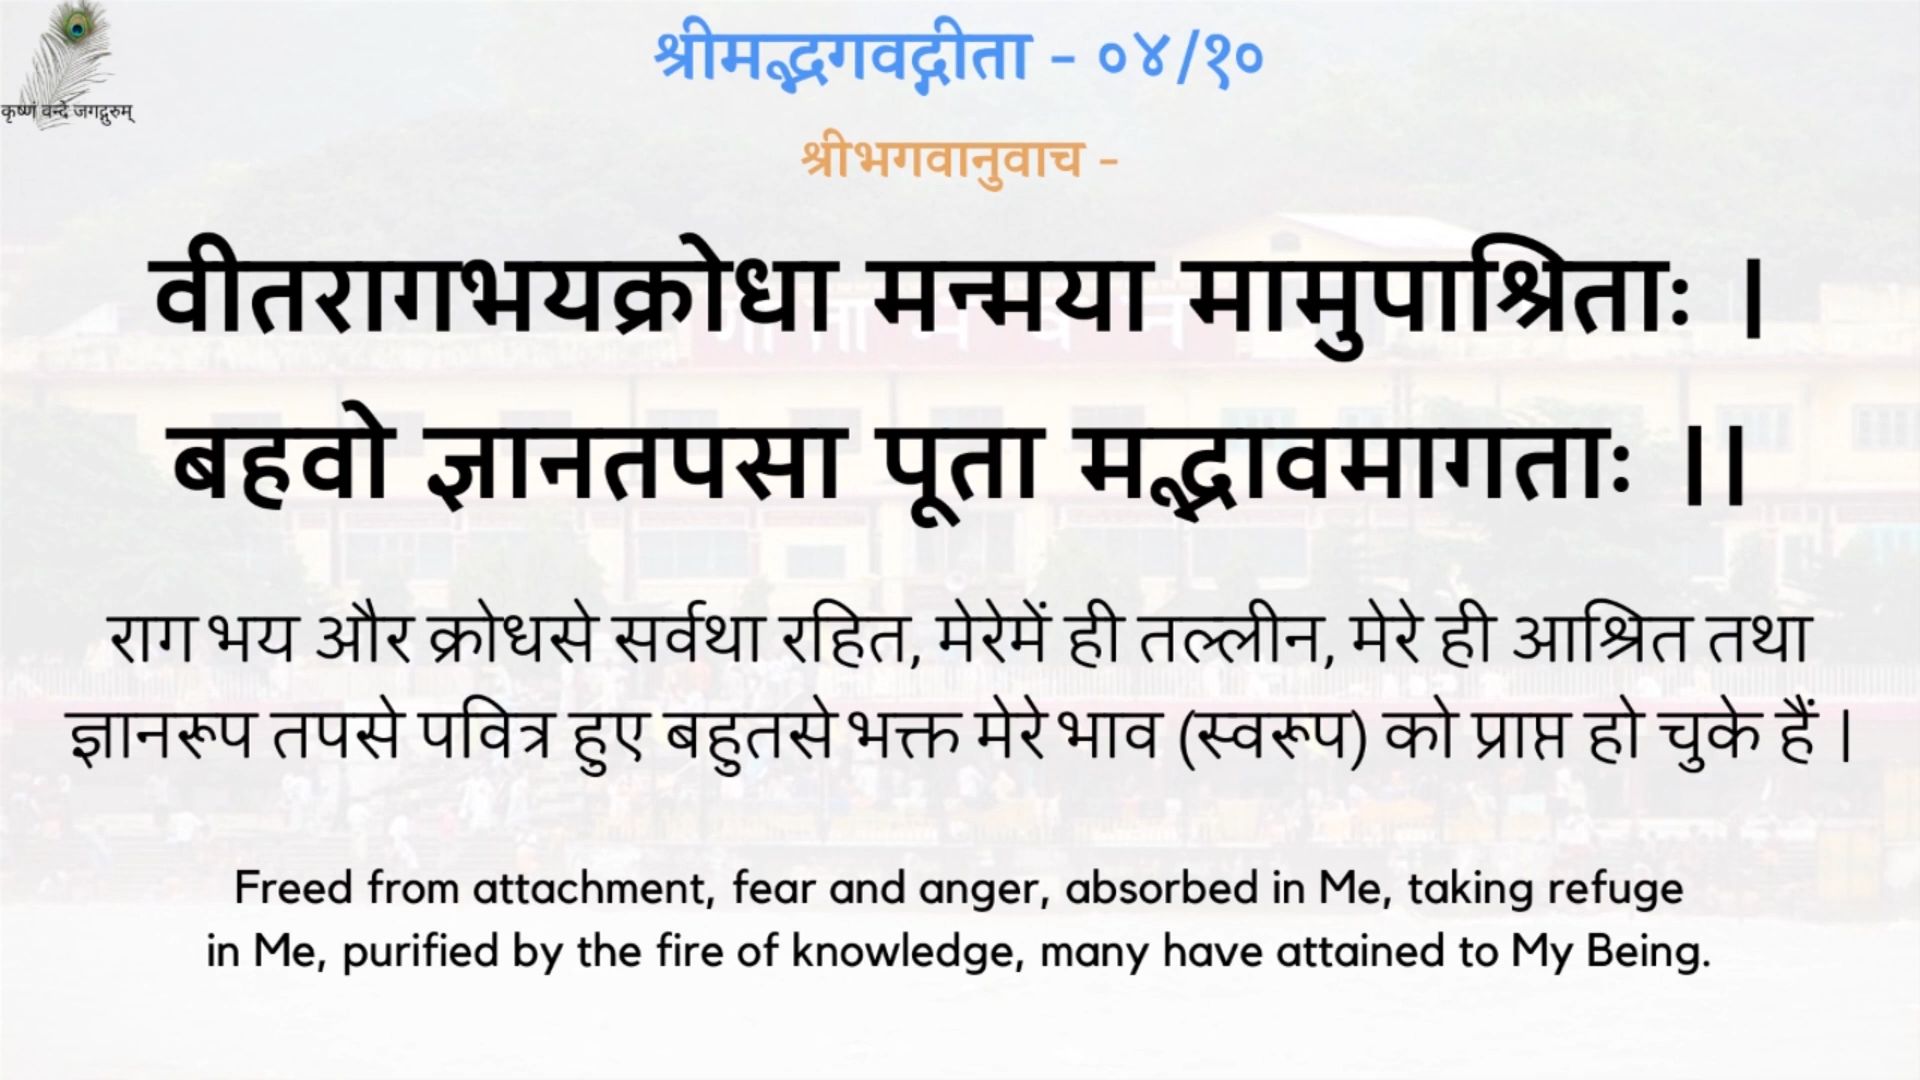 कृष्णं वन्दे जगद्गुरुम्
श्रीमद्भगवद्गीता - ०४/१०
श्रीभगवानुवाच -
वीतरागभयक्रोधा मन्मया मामुपाश्रिताः |
बहवो ज्ञानतपसा पूता मद्भावमागताः ||
राग भय और क्रोधसे सर्वथा रहित, मेरेमें ही तल्लीन, मेरे ही आश्रित तथा
ज्ञानरूप तपसे पवित्र हुए बहुतसे भक्त मेरे भाव (स्वरूप) को प्राप्त हो चुके हैं |
Freed from attachment, fear and anger, absorbed in Me, taking refuge
in Me, purified by the fire of knowledge, many have attained to My Being.